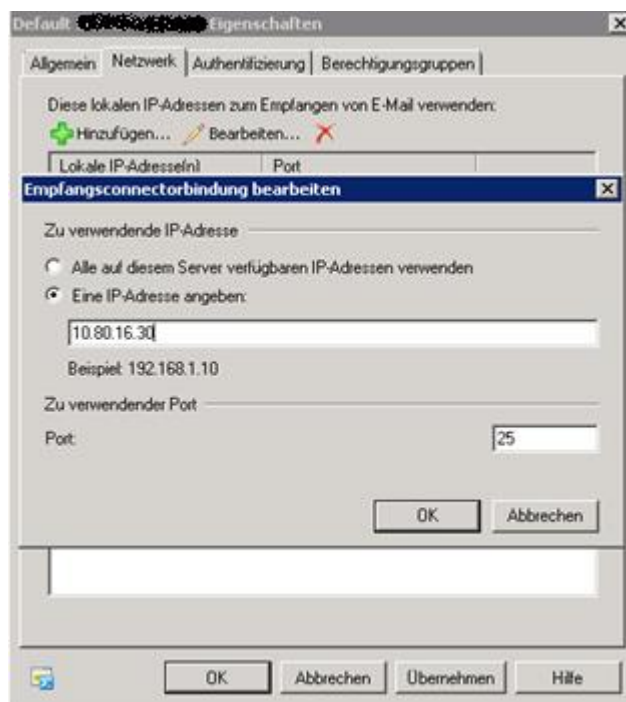 Default Eigenschaften
Allgemein Netzwerk Authentifizierung Berechtigungsgruppen
Diese lokalen IP-Adressen zum Empfangen von E-Mail verwenden:
Hinzufügen... Bearbeiten...
Lokale IP-Adresse(n) Port
Empfangsconnectorbindung bearbeiten
Zu verwendende IP-Adresse
Alle auf diesem Server verfügbaren IP-Adressen verwenden
Eine IP-Adresse angeben:
10.80.16.30
Beispiel: 192.168.1.10
Zu verwendender Port
Port: 25
OK Abbrechen
OK Abbrechen Übernehmen Hilfe